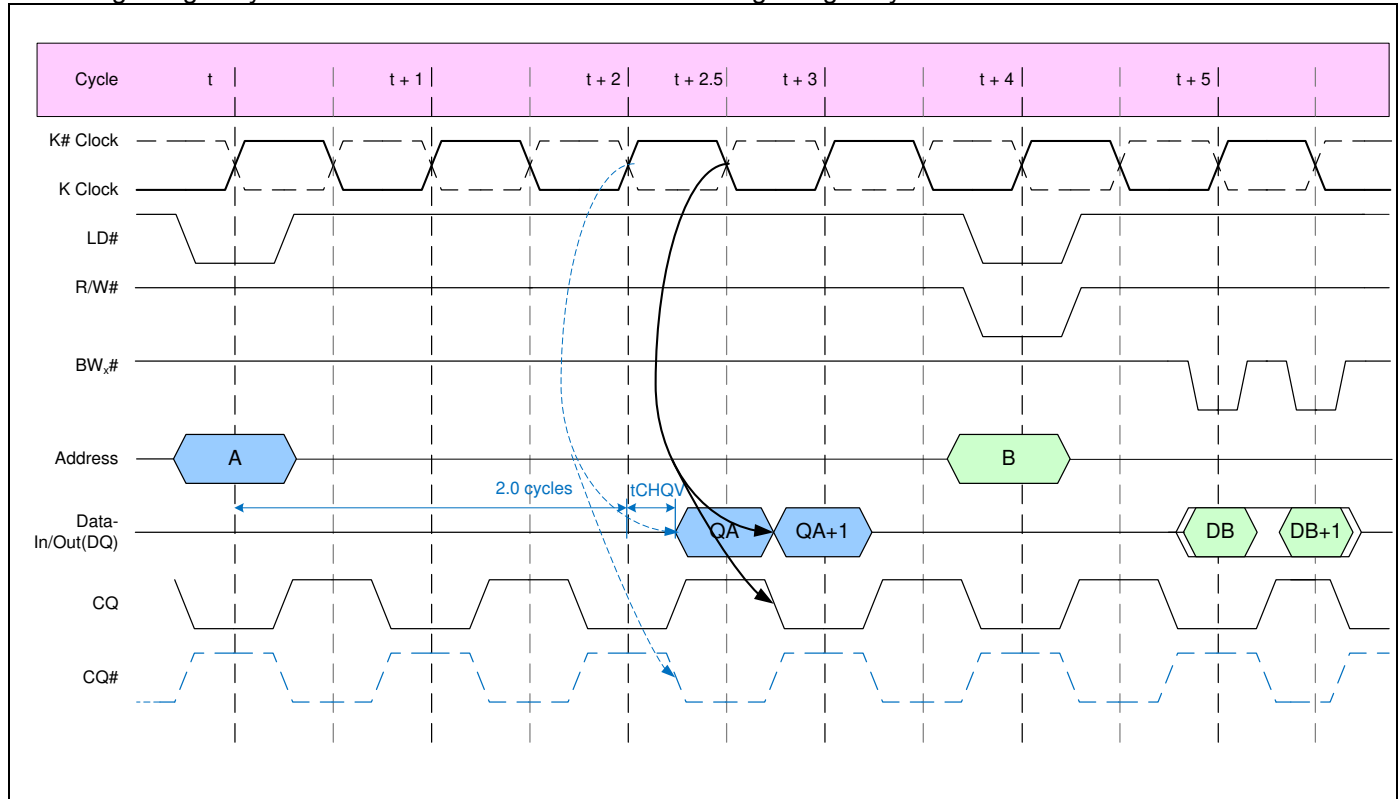 Cycle t t + 1 t + 2 t + 2.5 t + 3 t + 4 t + 5
K# Clock
K Clock
LD#
R/W#
BWx#
Address A B
2.0 cycles tCHQV
Data-
In/Out(DQ) QA QA+1 DB DB+1
CQ
CQ#